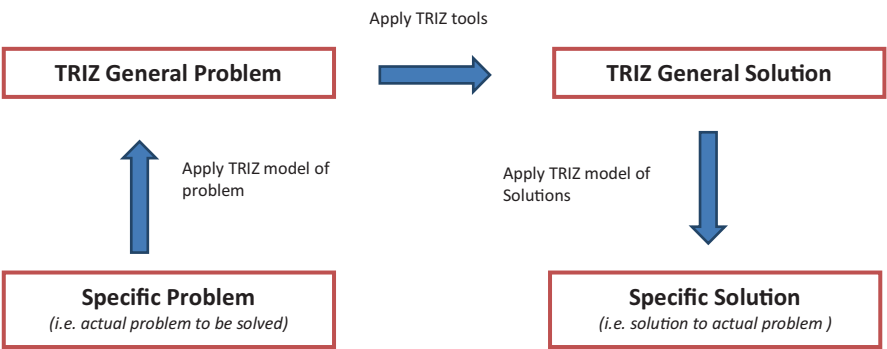 Apply TRIZ tools
TRIZ General Problem
TRIZ General Solution
Apply TRIZ model of
problem
Apply TRIZ model of
Solutions
Specific Problem
(i.e. actual problem to be solved)
Specific Solution
(i.e. solution to actual problem )